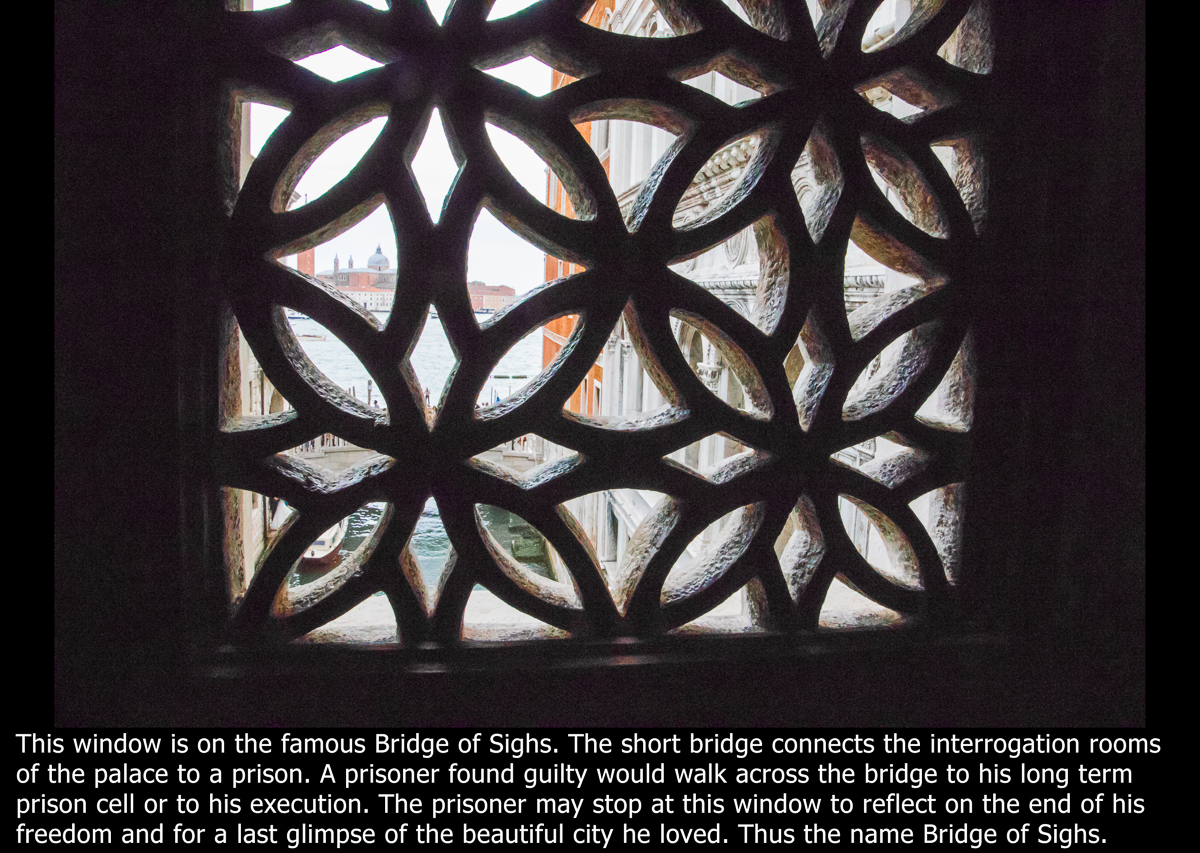 This window is on the famous Bridge of Sighs. The short bridge connects the interrogation rooms
of the palace to a prison. A prisoner found guilty would walk across the bridge to his long term
prison cell or to his execution. The prisoner may stop at this window to reflect on the end of his
freedom and for a last glimpse of the beautiful city he loved. Thus the name Bridge of Sighs.